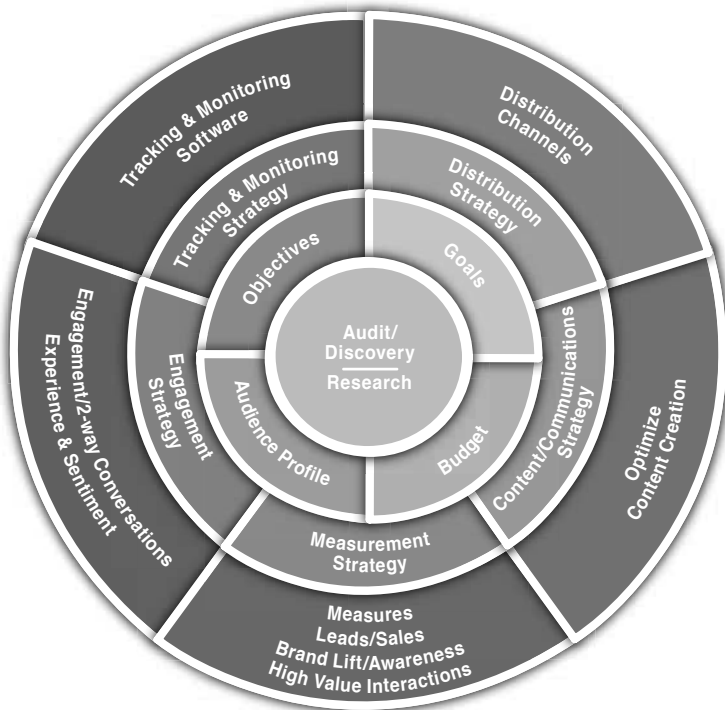 Tracking & Monitoring
Software
Distribution
Channels
Tracking & Monitoring
Strategy
Distribution
Strategy
Objectives
Goals
Audit/
Discovery
Research
Engagement/2-way Conversations
Experience & Sentiment
Engagement
Strategy
Audience Profile
Budget
Content/Communications
Strategy
Optimize
Content Creation
Measurement
Strategy
Measures
Leads/Sales
Brand Lift/Awareness
High Value Interactions